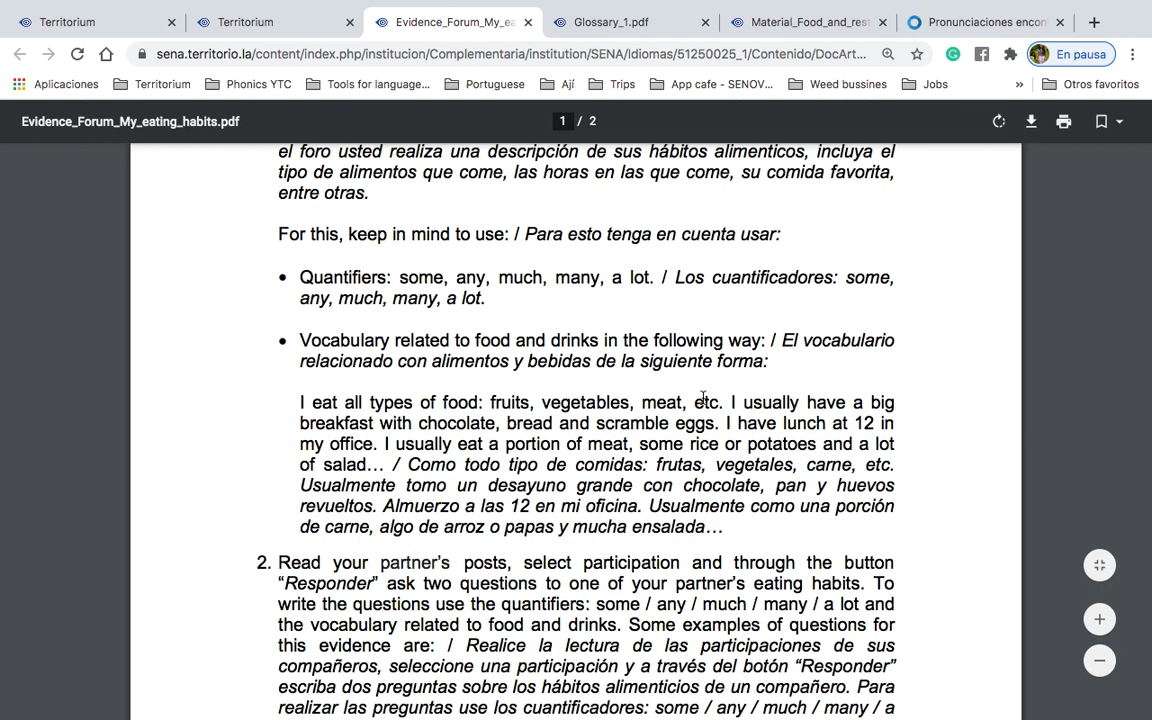 Territorium
Territorium
Evidence_Forum_My_ea
Glossary_1.pdf
Material_Food_and_rest
Pronunciaciones encon
sena.territorio.la/content/index.php/institucion/Complementaria/institution/SENA/Idiomas/51250025_1/Contenido/DocArt...
En pausa
Aplicaciones
Territorium
Phonics YTC
Tools for language...
Portuguese
Ají
Trips
App cafe - SENOV...
Weed bussines
Jobs
»
Otros favoritos
Evidence_Forum_My_eating_habits.pdf
1 / 2
el foro usted realiza una descripción de sus hábitos alimenticos, incluya el
tipo de alimentos que come, las horas en las que come, su comida favorita,
entre otras.
For this, keep in mind to use: / Para esto tenga en cuenta usar:
• Quantifiers: some, any, much, many, a lot. / Los cuantificadores: some,
any, much, many, a lot.
• Vocabulary related to food and drinks in the following way: / El vocabulario
relacionado con alimentos y bebidas de la siguiente forma:
I eat all types of food: fruits, vegetables, meat, etc. I usually have a big
breakfast with chocolate, bread and scramble eggs. I have lunch at 12 in
my office. I usually eat a portion of meat, some rice or potatoes and a lot
of salad… / Como todo tipo de comidas: frutas, vegetales, carne, etc.
Usualmente tomo un desayuno grande con chocolate, pan y huevos
revueltos. Almuerzo a las 12 en mi oficina. Usualmente como una porción
de carne, algo de arroz o papas y mucha ensalada…
2. Read your partner's posts, select participation and through the button
“Responder” ask two questions to one of your partner's eating habits. To
write the questions use the quantifiers: some / any / much / many / a lot and
the vocabulary related to food and drinks. Some examples of questions for
this evidence are: / Realice la lectura de las participaciones de sus
compañeros, seleccione una participación y a través del botón “Responder”
escriba dos preguntas sobre los hábitos alimenticios de un compañero. Para
realizar las preguntas use los cuantificadores: some / any / much / many / a